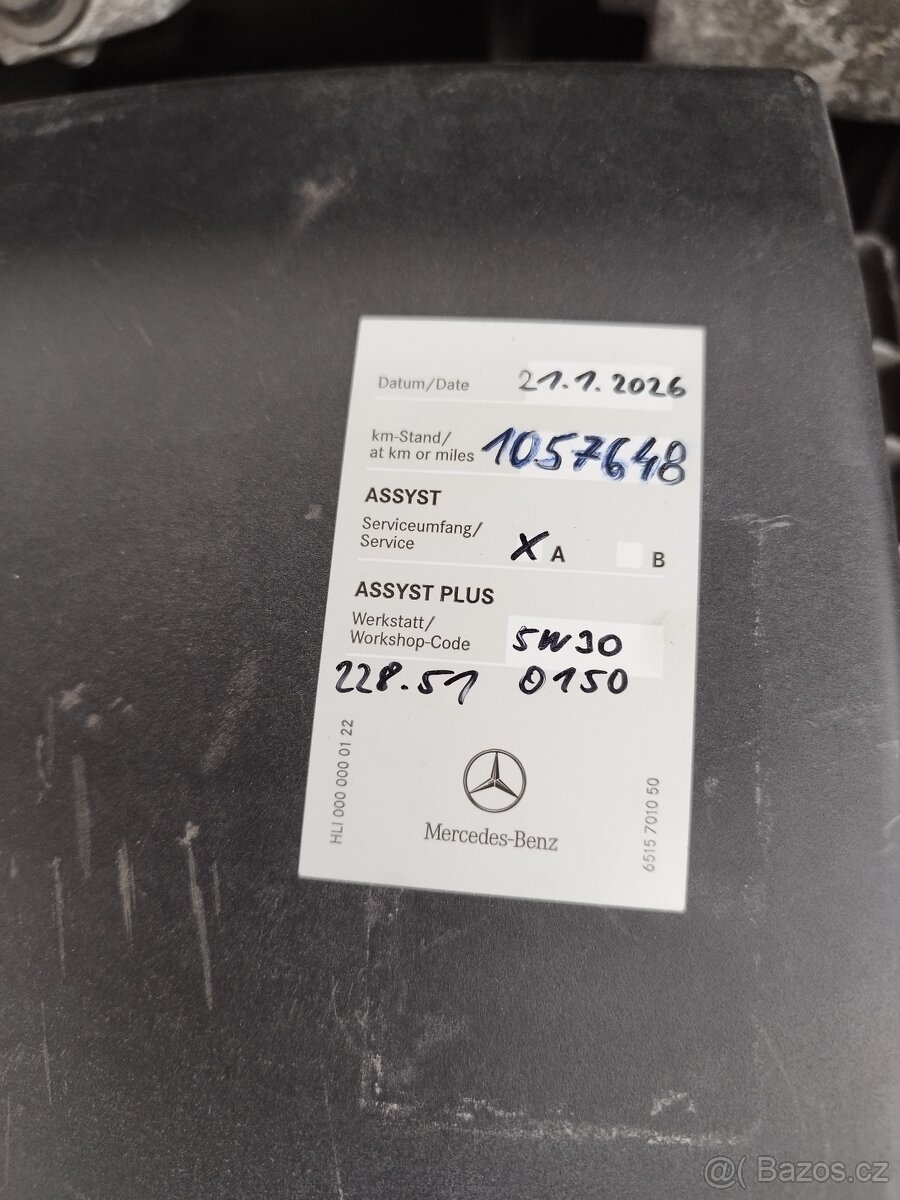 Datum/Date 21.1.2026
km-Stand/
at km or miles 1057648
ASSYST
Serviceumfang/
Service X A B
ASSYST PLUS
Werkstatt/
Workshop-Code 5W30
228.51 0150
HLI 000 000 01 22
6515 7010 50
Mercedes-Benz
@( Bazos.cz